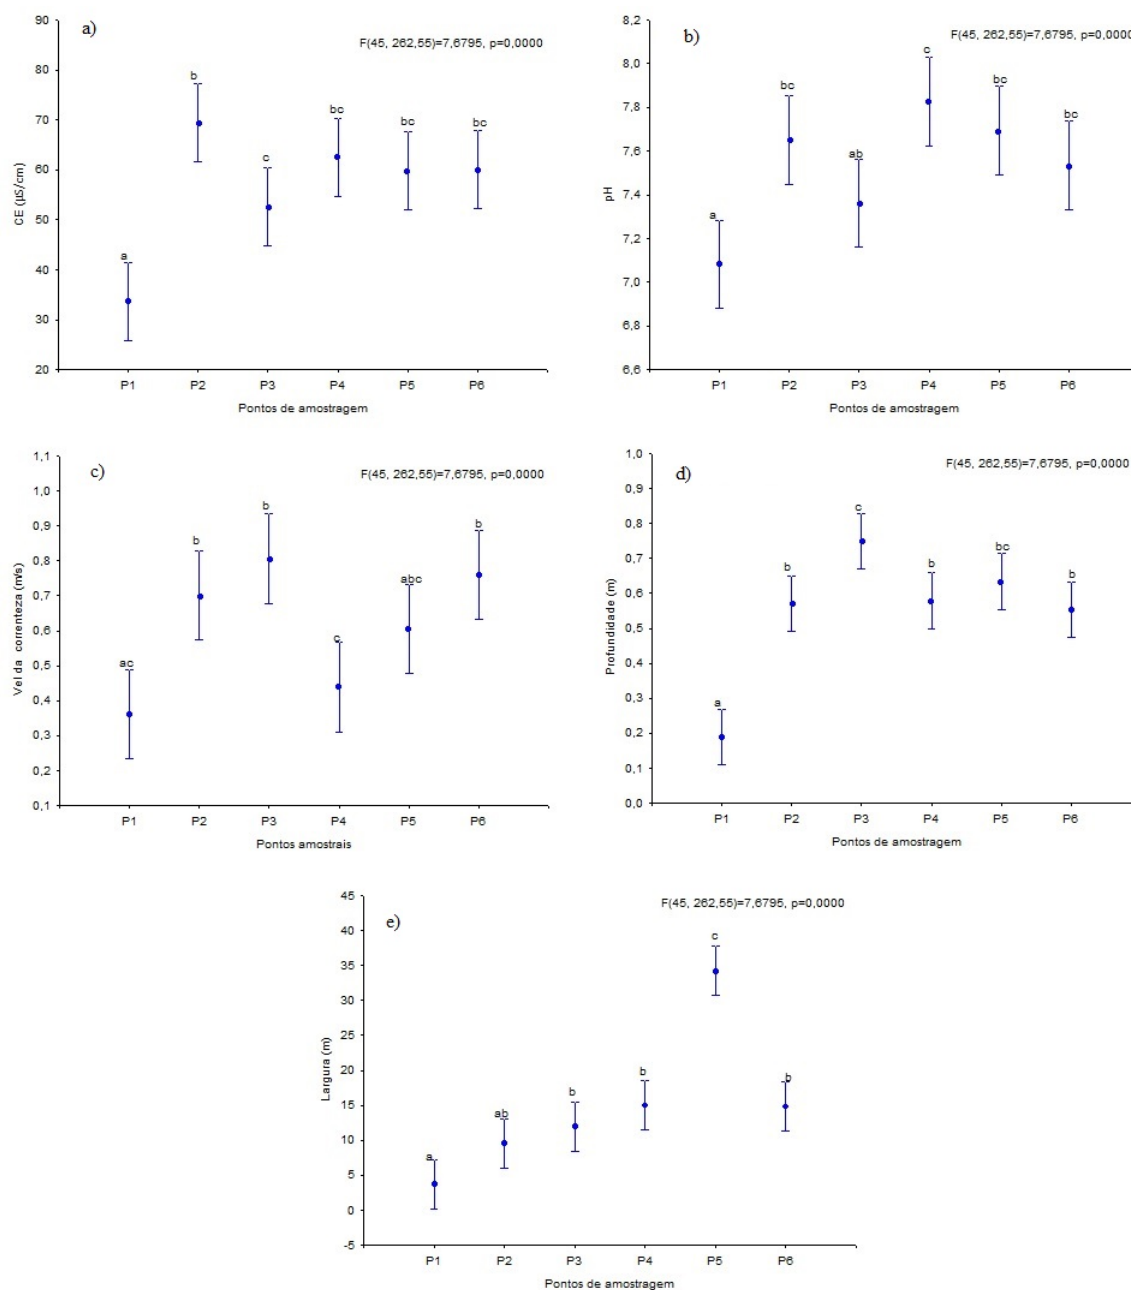 a)
F(45, 262,55)=7,6795, p=0,0000
90
80
70
60
50
40
30
20
CE (µS/cm)
a
b
c
bc
bc
bc
P1 P2 P3 P4 P5 P6
Pontos de amostragem
b)
F(45, 262,55)=7,6795, p=0,0000
8,2
8,0
7,8
7,6
7,4
7,2
7,0
6,8
6,6
pH
a
bc
ab
c
bc
bc
P1 P2 P3 P4 P5 P6
Pontos de amostragem
c)
F(45, 262,55)=7,6795, p=0,0000
1,1
1,0
0,9
0,8
0,7
0,6
0,5
0,4
0,3
0,2
0,1
Vel da correnteza (m/s)
ac
b
b
c
abc
b
P1 P2 P3 P4 P5 P6
Pontos amostrais
d)
F(45, 262,55)=7,6795, p=0,0000
1,0
0,9
0,8
0,7
0,6
0,5
0,4
0,3
0,2
0,1
0,0
Profundidade (m)
a
b
c
b
bc
b
P1 P2 P3 P4 P5 P6
Pontos de amostragem
e)
F(45, 262,55)=7,6795, p=0,0000
45
40
35
30
25
20
15
10
5
0
-5
Largura (m)
a
ab
b
b
c
b
P1 P2 P3 P4 P5 P6
Pontos de amostragem